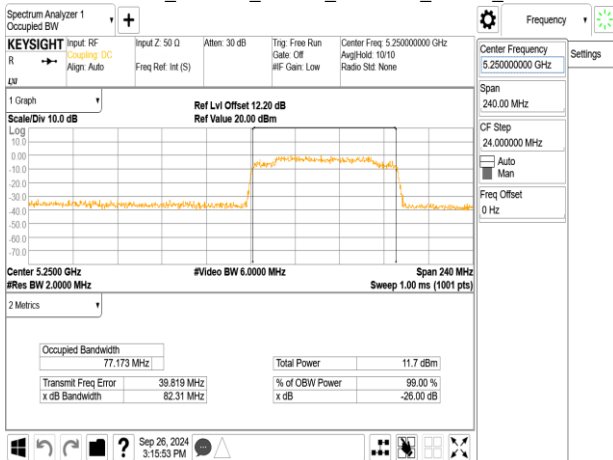 Spectrum Analyzer 1
Occupied BW
Frequency
KEYSIGHT
R
Input: RF
Coupling: DC
Align: Auto
Input Z: 50 Ω
Freq Ref: Int (S)
Atten: 30 dB
Trig: Free Run
Gate: Off
#IF Gain: Low
Center Freq: 5.250000000 GHz
Avg|Hold: 10/10
Radio Std: None
LXI
1 Graph
Scale/Div 10.0 dB
Ref Lvl Offset 12.20 dB
Ref Value 20.00 dBm
Log
10.0
0.00
-10.0
-20.0
-30.0
-40.0
-50.0
-60.0
-70.0
Center 5.2500 GHz
#Video BW 6.0000 MHz
Span 240 MHz
#Res BW 2.0000 MHz
Sweep 1.00 ms (1001 pts)
2 Metrics
Occupied Bandwidth
77.173 MHz
Total Power 11.7 dBm
Transmit Freq Error 39.819 MHz
% of OBW Power 99.00 %
x dB Bandwidth 82.31 MHz
x dB -26.00 dB
Sep 26, 2024
3:15:53 PM
Center Frequency
5.250000000 GHz
Settings
Span
240.00 MHz
CF Step
24.000000 MHz
Auto
Man
Freq Offset
0 Hz